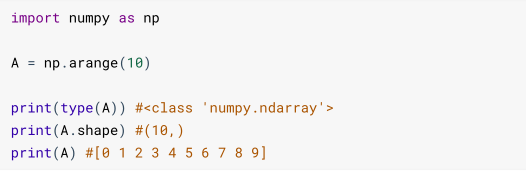 import numpy as np
A = np.arange(10)
print(type(A)) #<class 'numpy.ndarray'>
print(A.shape) #(10,)
print(A) #[0 1 2 3 4 5 6 7 8 9]